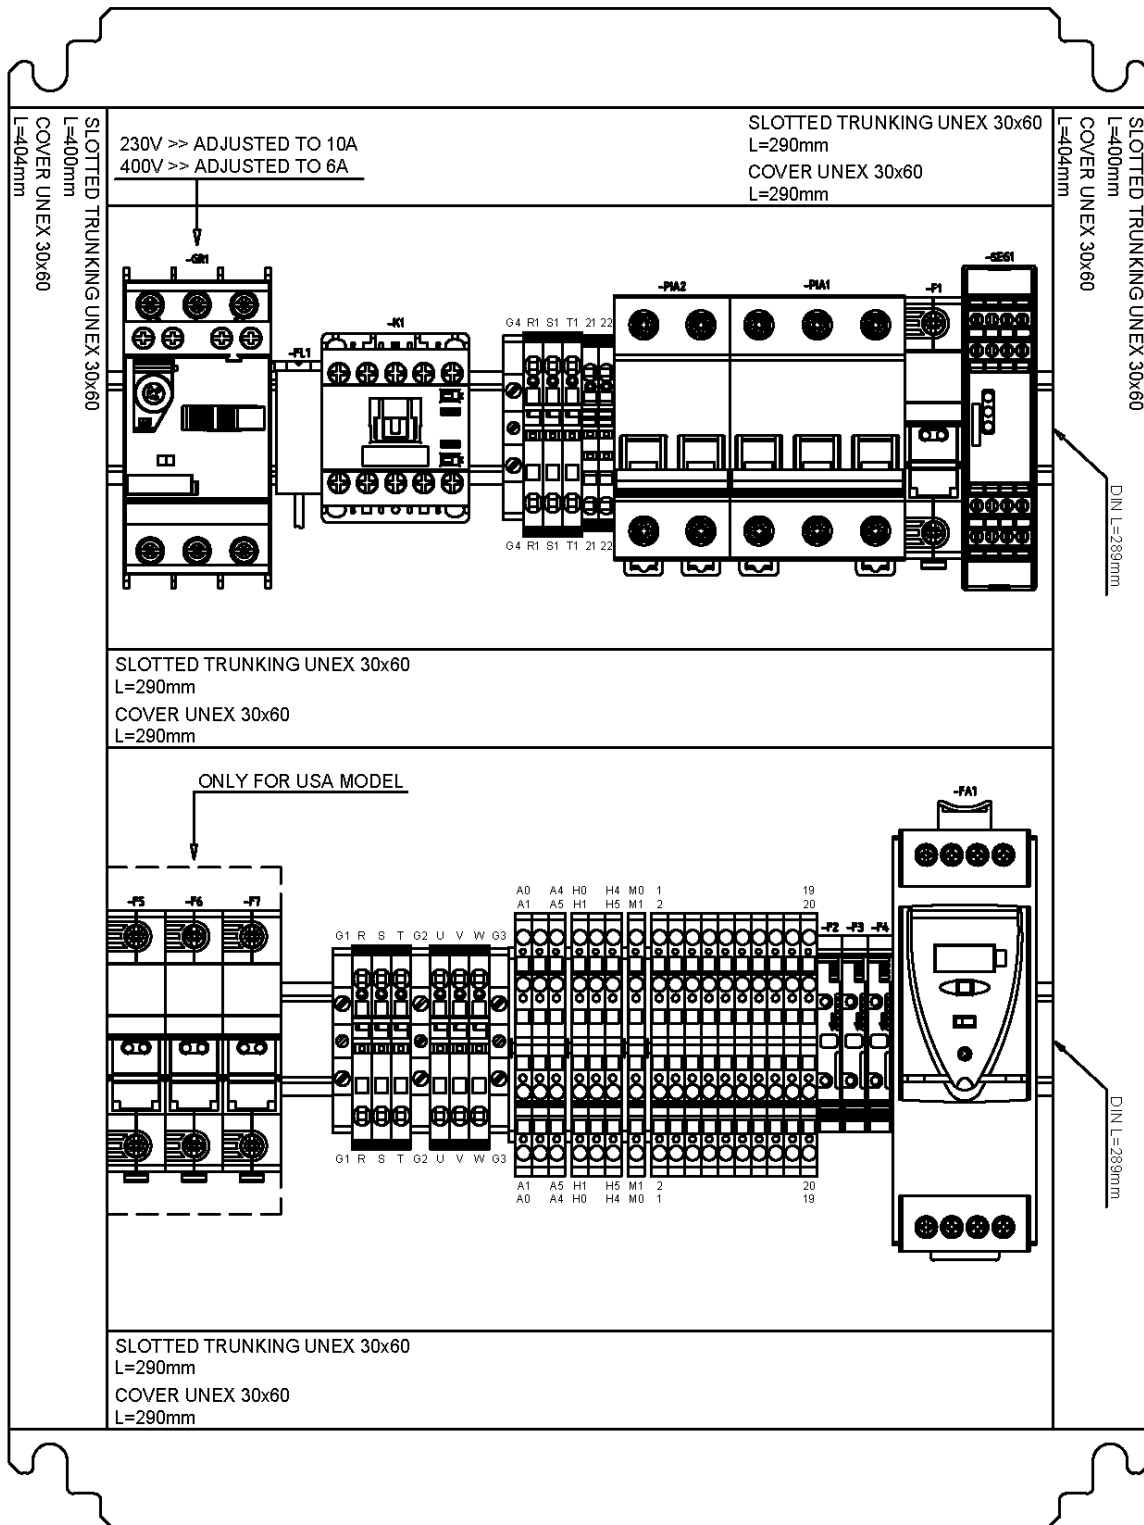 SLOTTED TRUNKING UNEX 30x60
L=400mm
COVER UNEX 30x60
L=404mm
230V >> ADJUSTED TO 10A
400V >> ADJUSTED TO 6A
SLOTTED TRUNKING UNEX 30x60
L=290mm
COVER UNEX 30x60
L=290mm
SLOTTED TRUNKING UNEX 30x60
L=400mm
COVER UNEX 30x60
L=404mm
-GR1
-FL1
-K1
G4 R1 S1 T1 21 22
-PIA2
-PIA1
-F1
-SEG1
G4 R1 S1 T1 21 22
DIN L=289mm
SLOTTED TRUNKING UNEX 30x60
L=290mm
COVER UNEX 30x60
L=290mm
ONLY FOR USA MODEL
-FA1
-F5 -F6 -F7
G1 R S T G2 U V W G3
A0 A4 H0 H4 M0 1 19
A1 A5 H1 H5 M1 2 20
-F2 -F3 -F4
G1 R S T G2 U V W G3
A1 A5 H1 H5 M1 2 20
A0 A4 H0 H4 M0 1 19
DIN L=289mm
SLOTTED TRUNKING UNEX 30x60
L=290mm
COVER UNEX 30x60
L=290mm